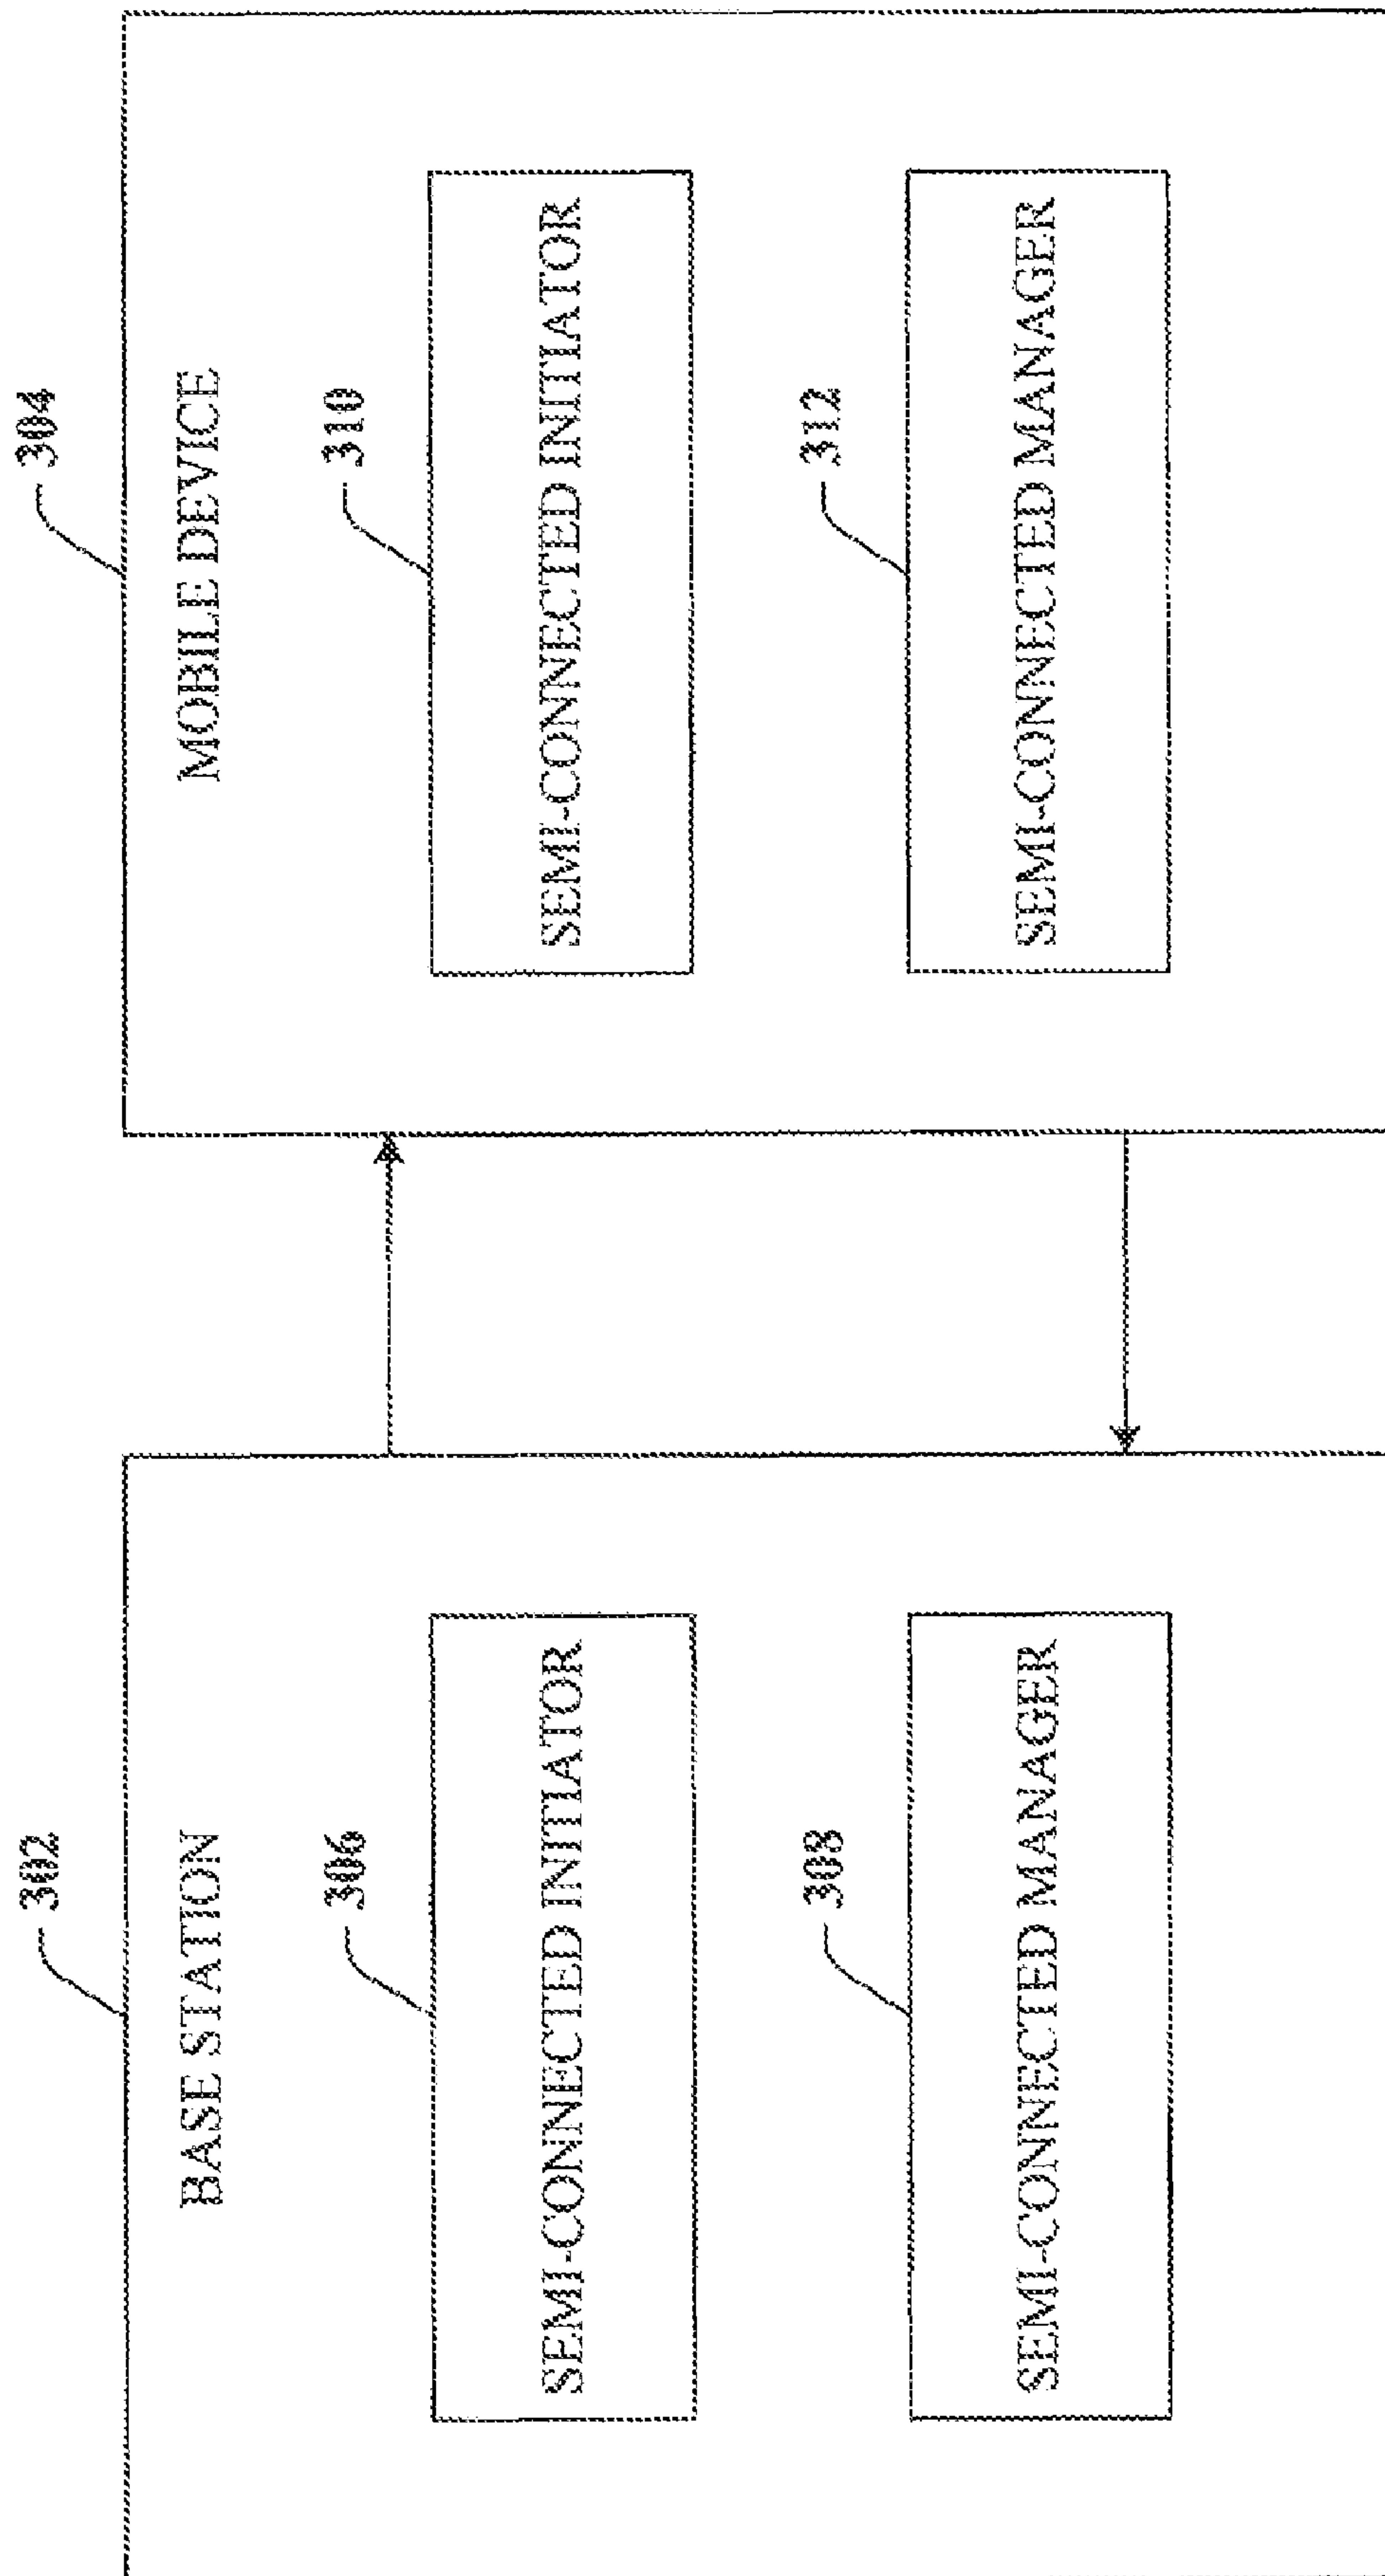 302
BASE STATION
306
SEMI-CONNECTED INITIATOR
308
SEMI-CONNECTED MANAGER
304
MOBILE DEVICE
310
SEMI-CONNECTED INITIATOR
312
SEMI-CONNECTED MANAGER